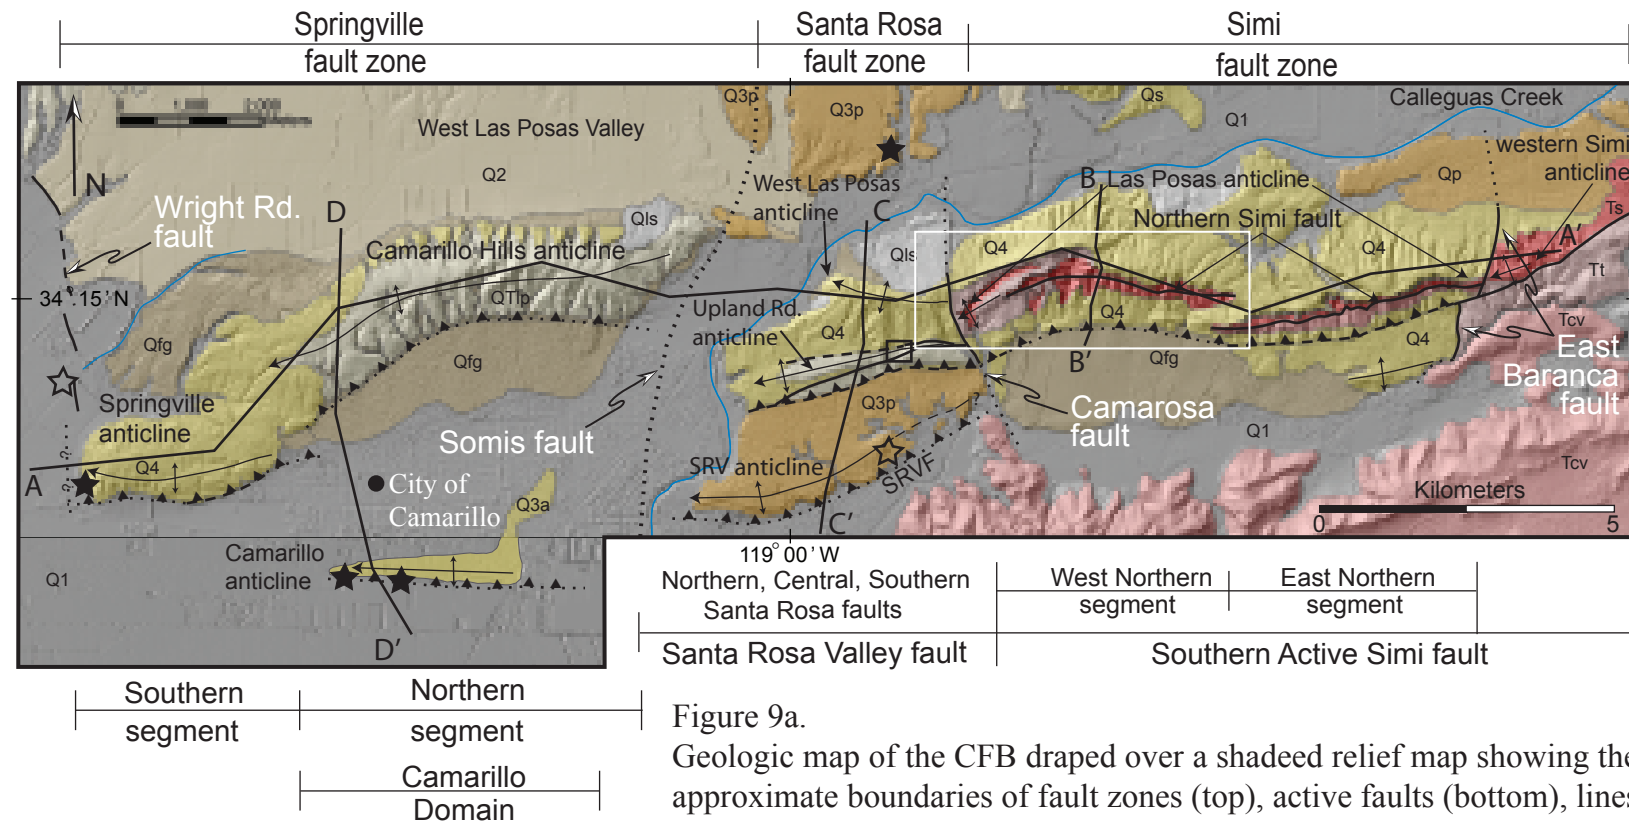 Springville
fault zone
Santa Rosa
fault zone
Simi
fault zone
N
West Las Posas Valley
Q2
Q3p
Q3p
Qs
Q1
Calleguas Creek
western Simi
anticline
Wright Rd.
fault
D
West Las Posas
anticline
C
B
Las Posas anticline
Qp
Ts
Northern Simi fault
Qls
Camarillo Hills anticline
Qls
Q4
Q4
A'
Tt
34°.15' N
QTlp
Upland Rd.
anticline
Q4
Q4
Tcv
Qfg
Qfg
Qfg
Q4
B'
East
Baranca
fault
Springville
anticline
Somis fault
Q3p
?
Camarosa
fault
Q1
Q4
?
?
A
SRV anticline
SRVF
Tcv
City of
Camarillo
Q3a
C'
Kilometers
0
5
Camarillo
anticline
Q1
D'
119° 00' W
Northern, Central, Southern
Santa Rosa faults
West Northern
segment
East Northern
segment
Santa Rosa Valley fault
Southern Active Simi fault
Southern
segment
Northern
segment
Camarillo
Domain
Figure 9a.
Geologic map of the CFB draped over a shadeed relief map showing the
approximate boundaries of fault zones (top), active faults (bottom), lines